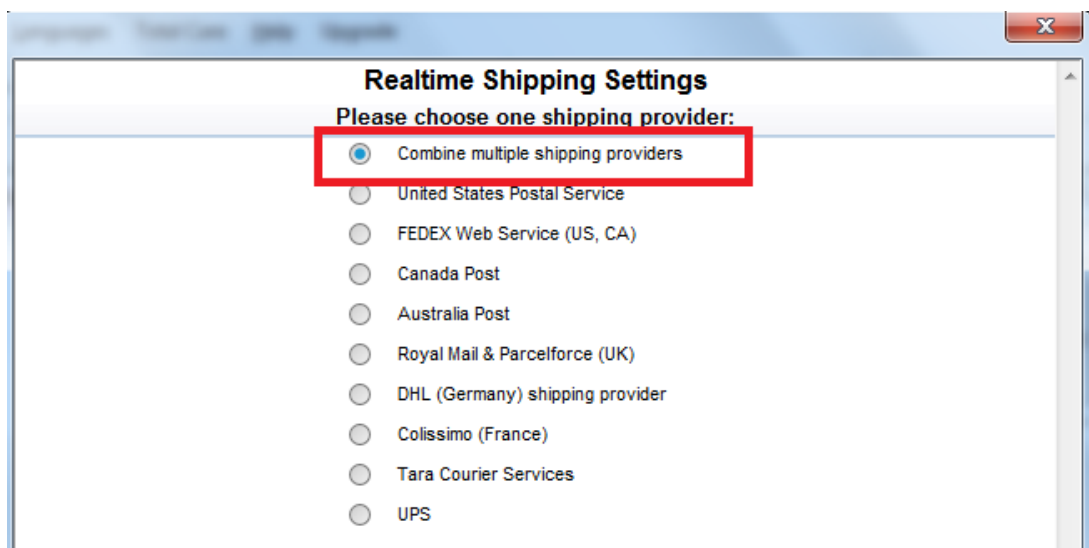 Realtime Shipping Settings
Please choose one shipping provider:
Combine multiple shipping providers
United States Postal Service
FEDEX Web Service (US, CA)
Canada Post
Australia Post
Royal Mail & Parcelforce (UK)
DHL (Germany) shipping provider
Colissimo (France)
Tara Courier Services
UPS